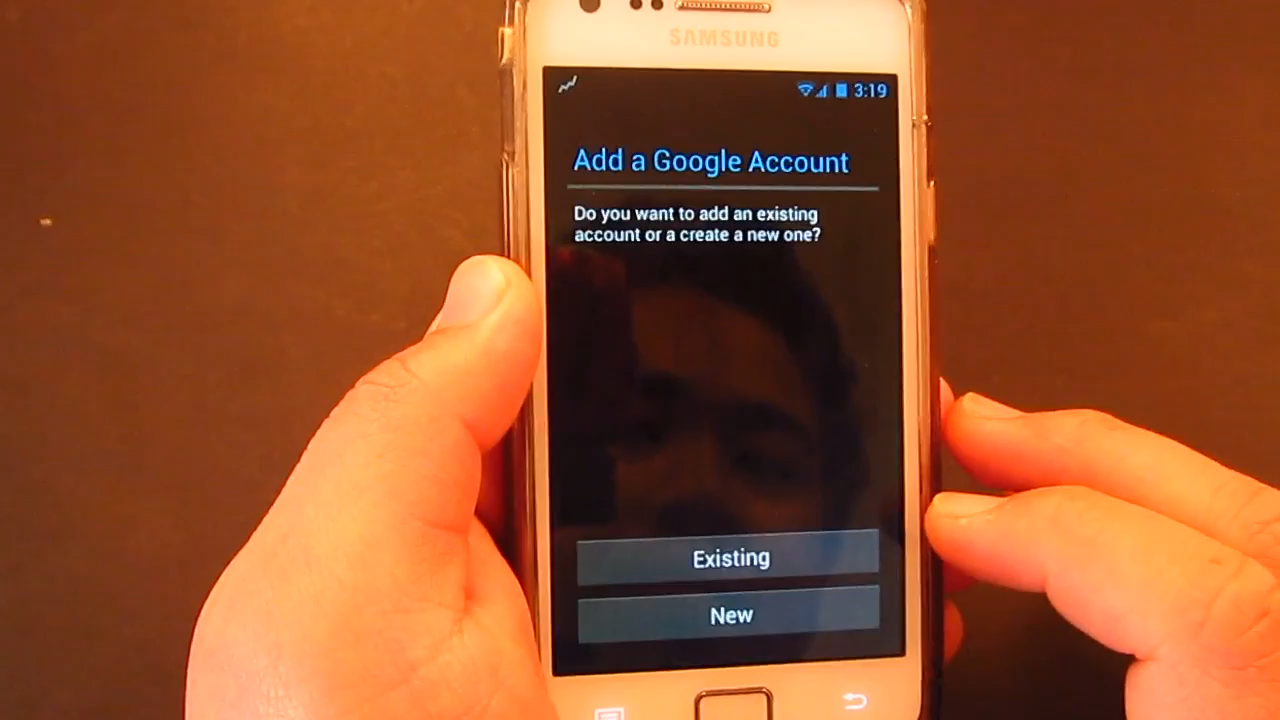 SAMSUNG
3:19
Add a Google Account
Do you want to add an existing
account or a create a new one?
Existing
New